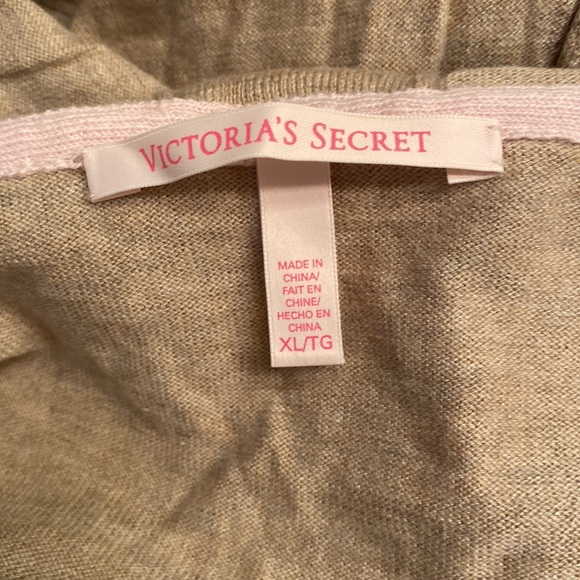 VICTORIA'S SECRET
MADE IN
CHINA/
FAIT EN
CHINE/
HECHO EN
CHINA
XL/TG